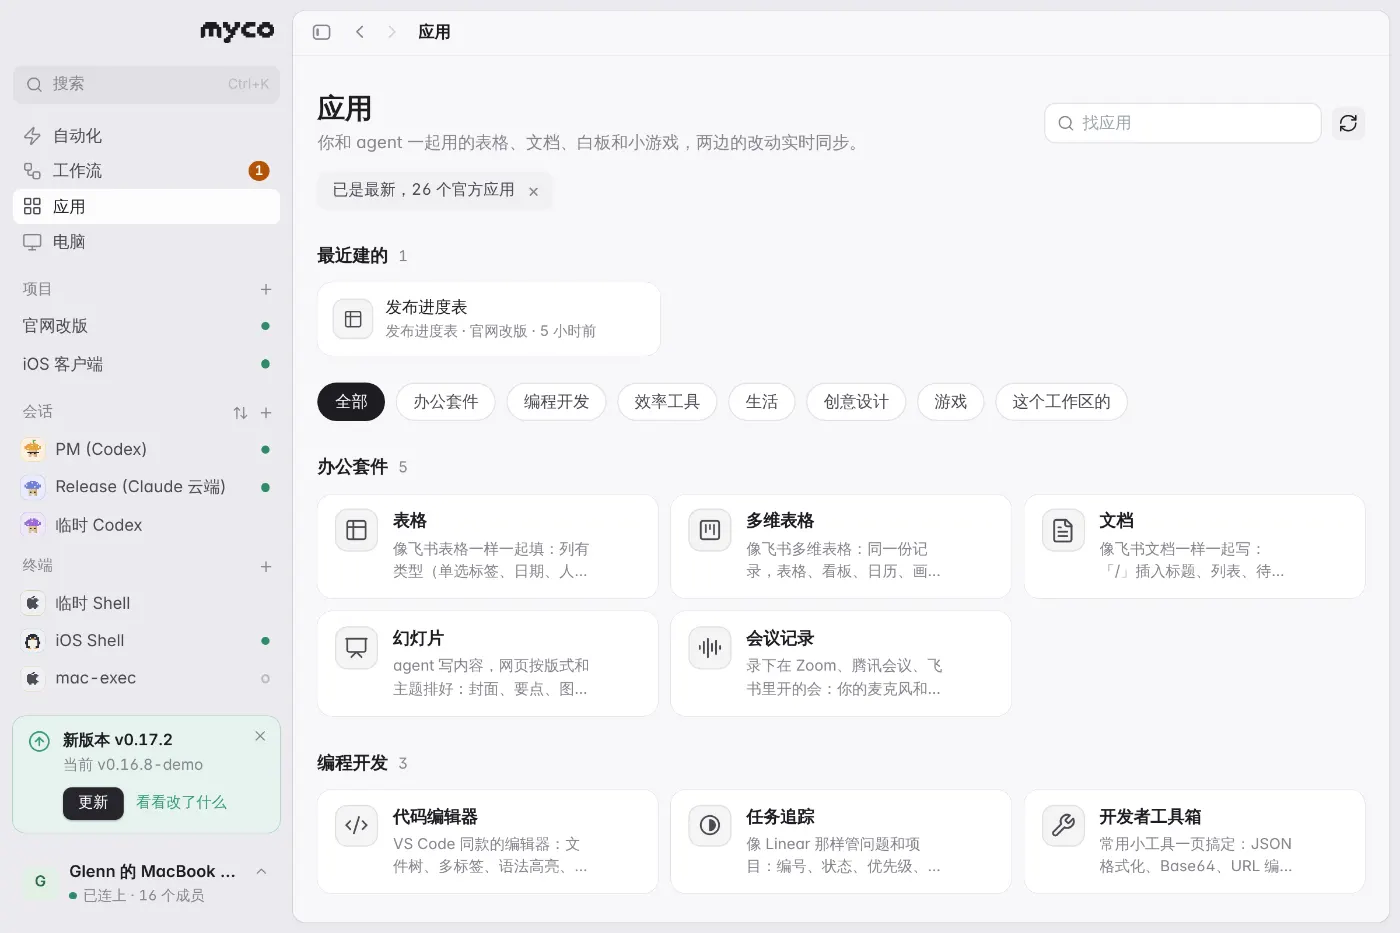 myco
搜索 Ctrl+K
自动化
工作流 1
应用
电脑
项目
官网改版
iOS 客户端
会话
PM (Codex)
Release (Claude 云端)
临时 Codex
终端
临时 Shell
iOS Shell
mac-exec
新版本 v0.17.2
当前 v0.16.8-demo
更新 看看改了什么
G
Glenn 的 MacBook ...
已连上 · 16 个成员
应用
应用
你和 agent 一起用的表格、文档、白板和小游戏，两边的改动实时同步。
找应用
已是最新，26 个官方应用
最近建的 1
发布进度表
发布进度表 · 官网改版 · 5 小时前
全部 办公套件 编程开发 效率工具 生活 创意设计 游戏 这个工作区的
办公套件 5
表格
像飞书表格一样一起填：列有
类型（单选标签、日期、人...
多维表格
像飞书多维表格：同一份记
录，表格、看板、日历、画...
文档
像飞书文档一样一起写：
「/」插入标题、列表、待...
幻灯片
agent 写内容，网页按版式和
主题排好：封面、要点、图...
会议记录
录下在 Zoom、腾讯会议、飞
书里开的会：你的麦克风和...
编程开发 3
代码编辑器
VS Code 同款的编辑器：文
件树、多标签、语法高亮、...
任务追踪
像 Linear 那样管问题和项
目：编号、状态、优先级、...
开发者工具箱
常用小工具一页搞定：JSON
格式化、Base64、URL 编...